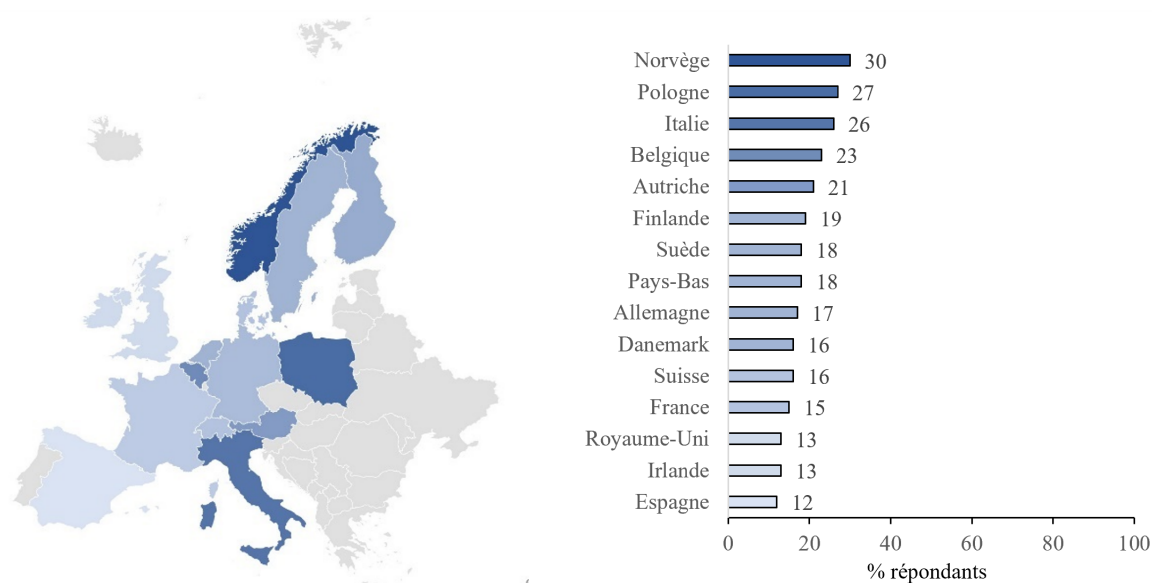 Norvège 30
Pologne 27
Italie 26
Belgique 23
Autriche 21
Finlande 19
Suède 18
Pays-Bas 18
Allemagne 17
Danemark 16
Suisse 16
France 15
Royaume-Uni 13
Irlande 13
Espagne 12
0 20 40 60 80 100
% répondants